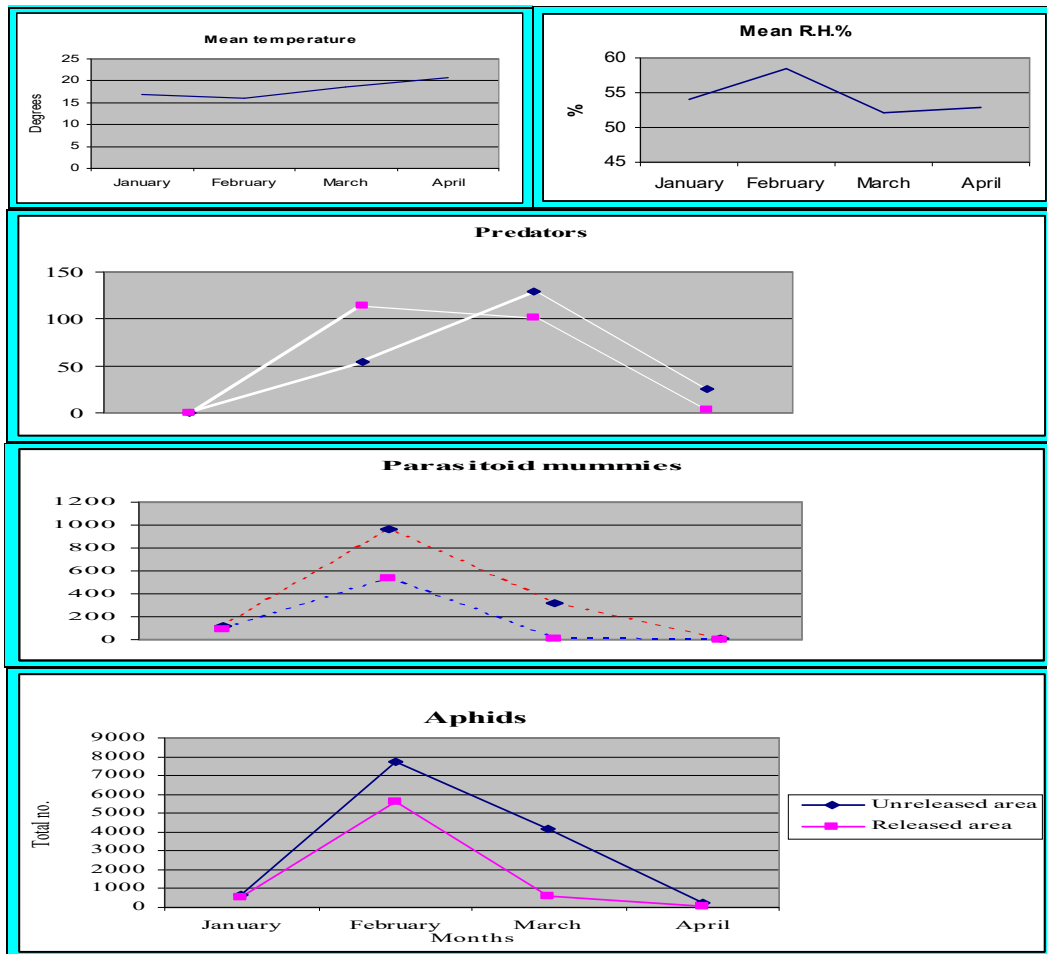 Mean temperature
Degrees
25
20
15
10
5
0
January February March April
Mean R.H.%
%
60
55
50
45
January February March April
Predators
150
100
50
0
Parasitoid mummies
1200
1000
800
600
400
200
0
Aphids
Total no.
9000
8000
7000
6000
5000
4000
3000
2000
1000
0
January February March April
Months
Unreleased area
Released area